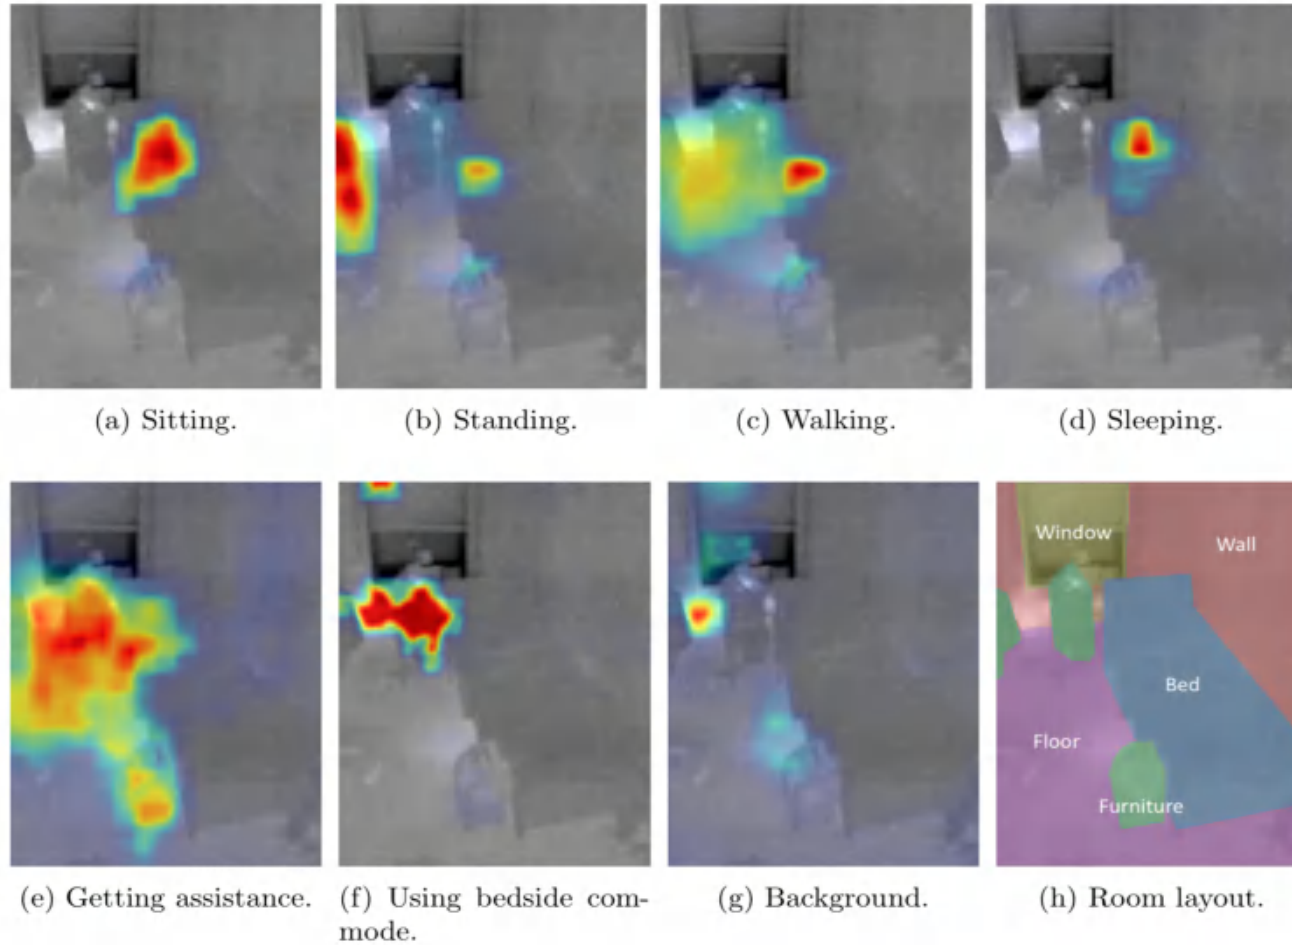 (a) Sitting.
(b) Standing.
(c) Walking.
(d) Sleeping.
Window
Wall
Bed
Floor
Furniture
(e) Getting assistance.
(f) Using bedside com-
mode.
(g) Background.
(h) Room layout.